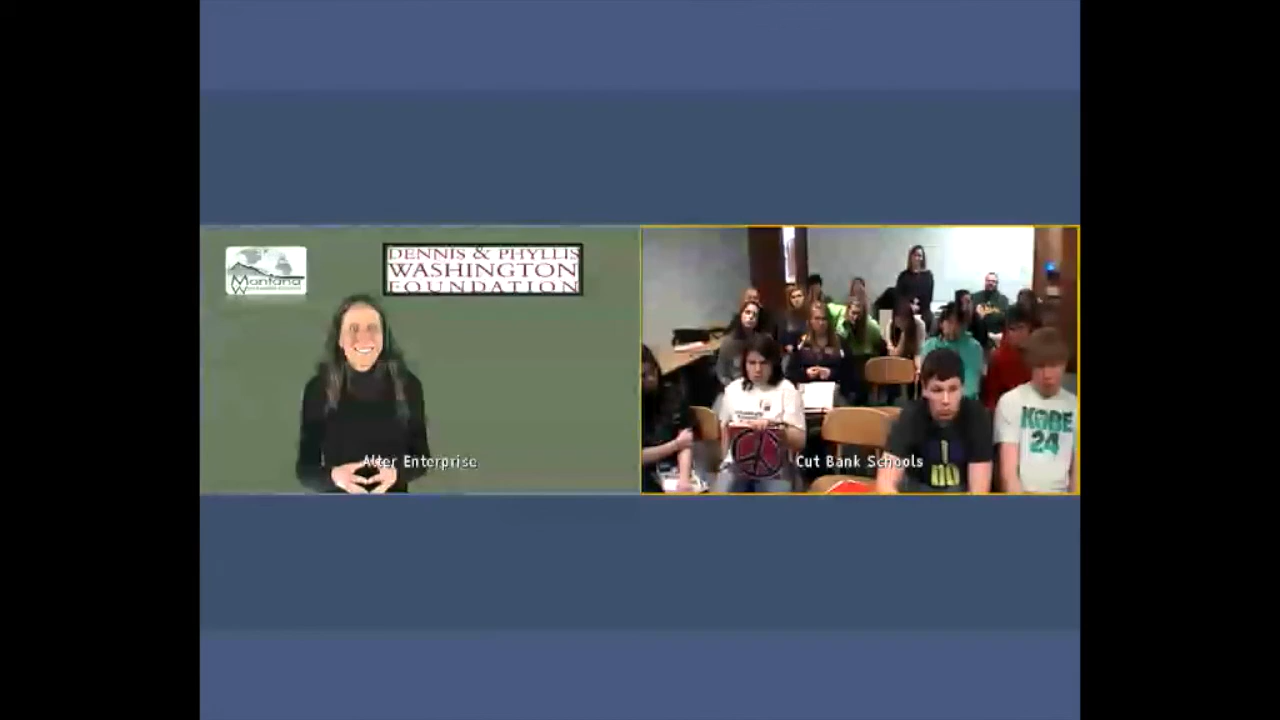 Montana
DENNIS & PHYLLIS
WASHINGTON
FOUNDATION
Alter Enterprise
KOBE
24
Cut Bank Schools